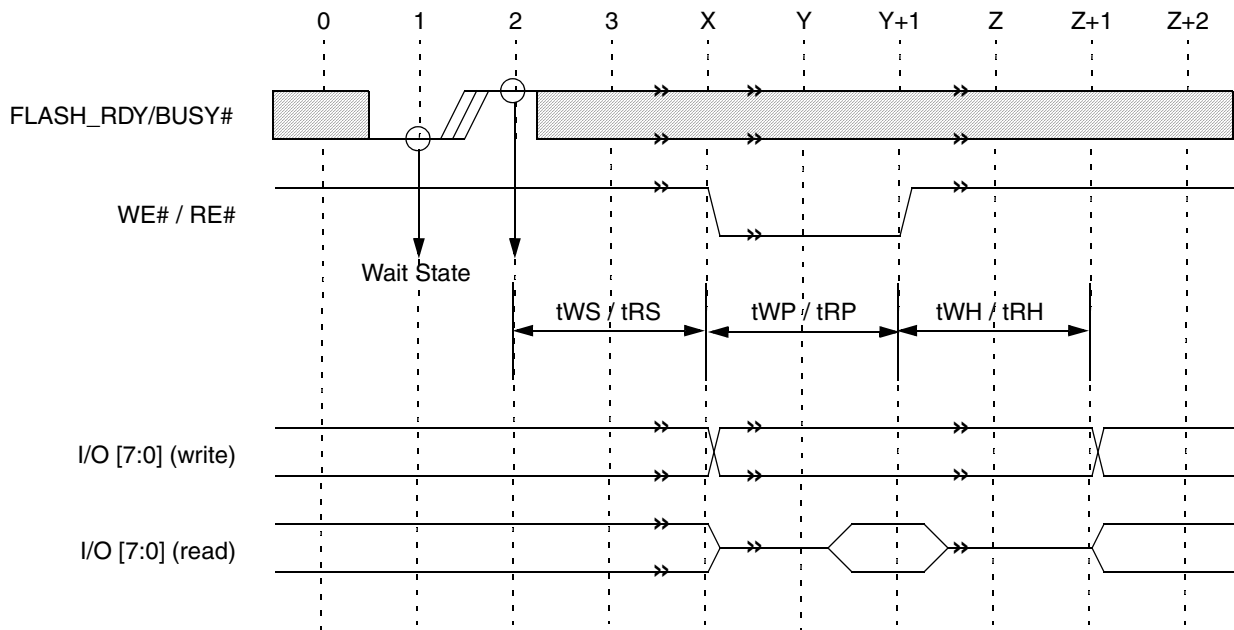 0 1 2 3 X Y Y+1 Z Z+1 Z+2
FLASH_RDY/BUSY#
WE# / RE#
Wait State
tWS / tRS tWP / tRP tWH / tRH
I/O [7:0] (write)
I/O [7:0] (read)